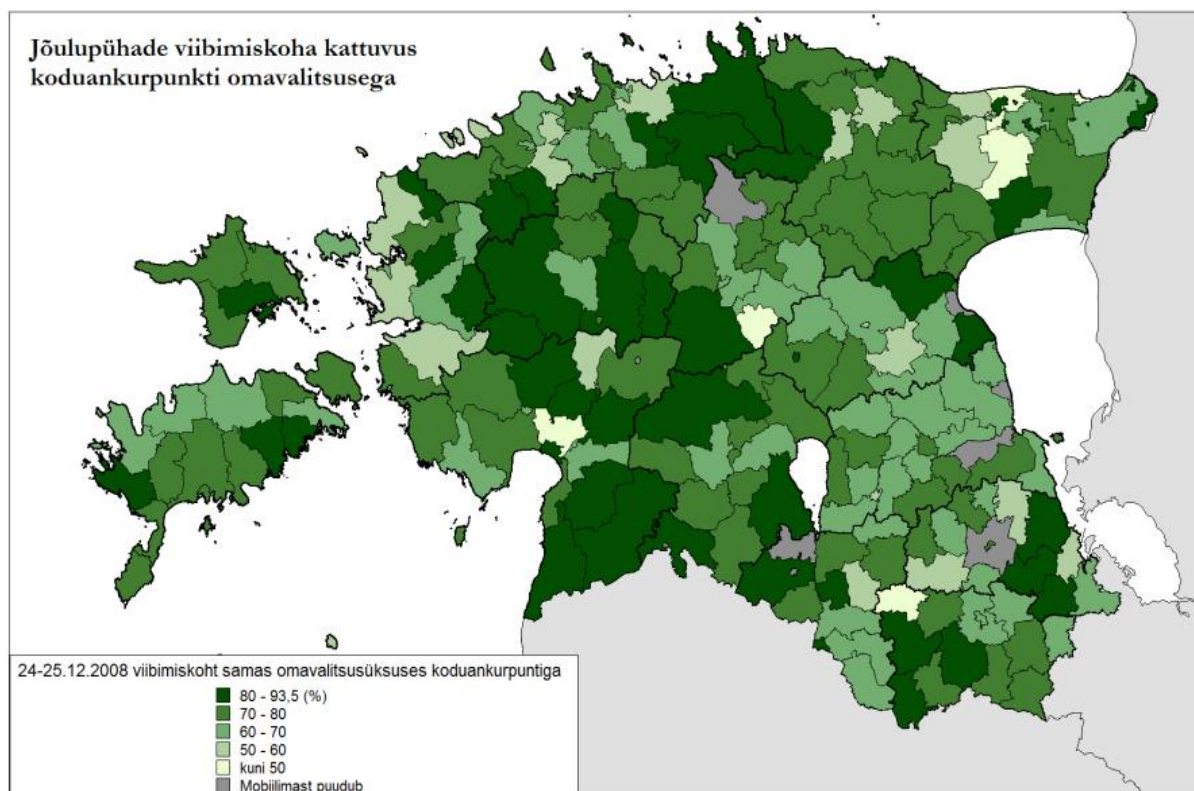 Jõulupühade viibimiskoha kattuvus
koduankurpunkti omavalitsusega
24-25.12.2008 viibimiskoht samas omavalitsusüksuses koduankurpuntiga
80 - 93,5 (%)
70 - 80
60 - 70
50 - 60
kuni 50
Mobiilimast puudub